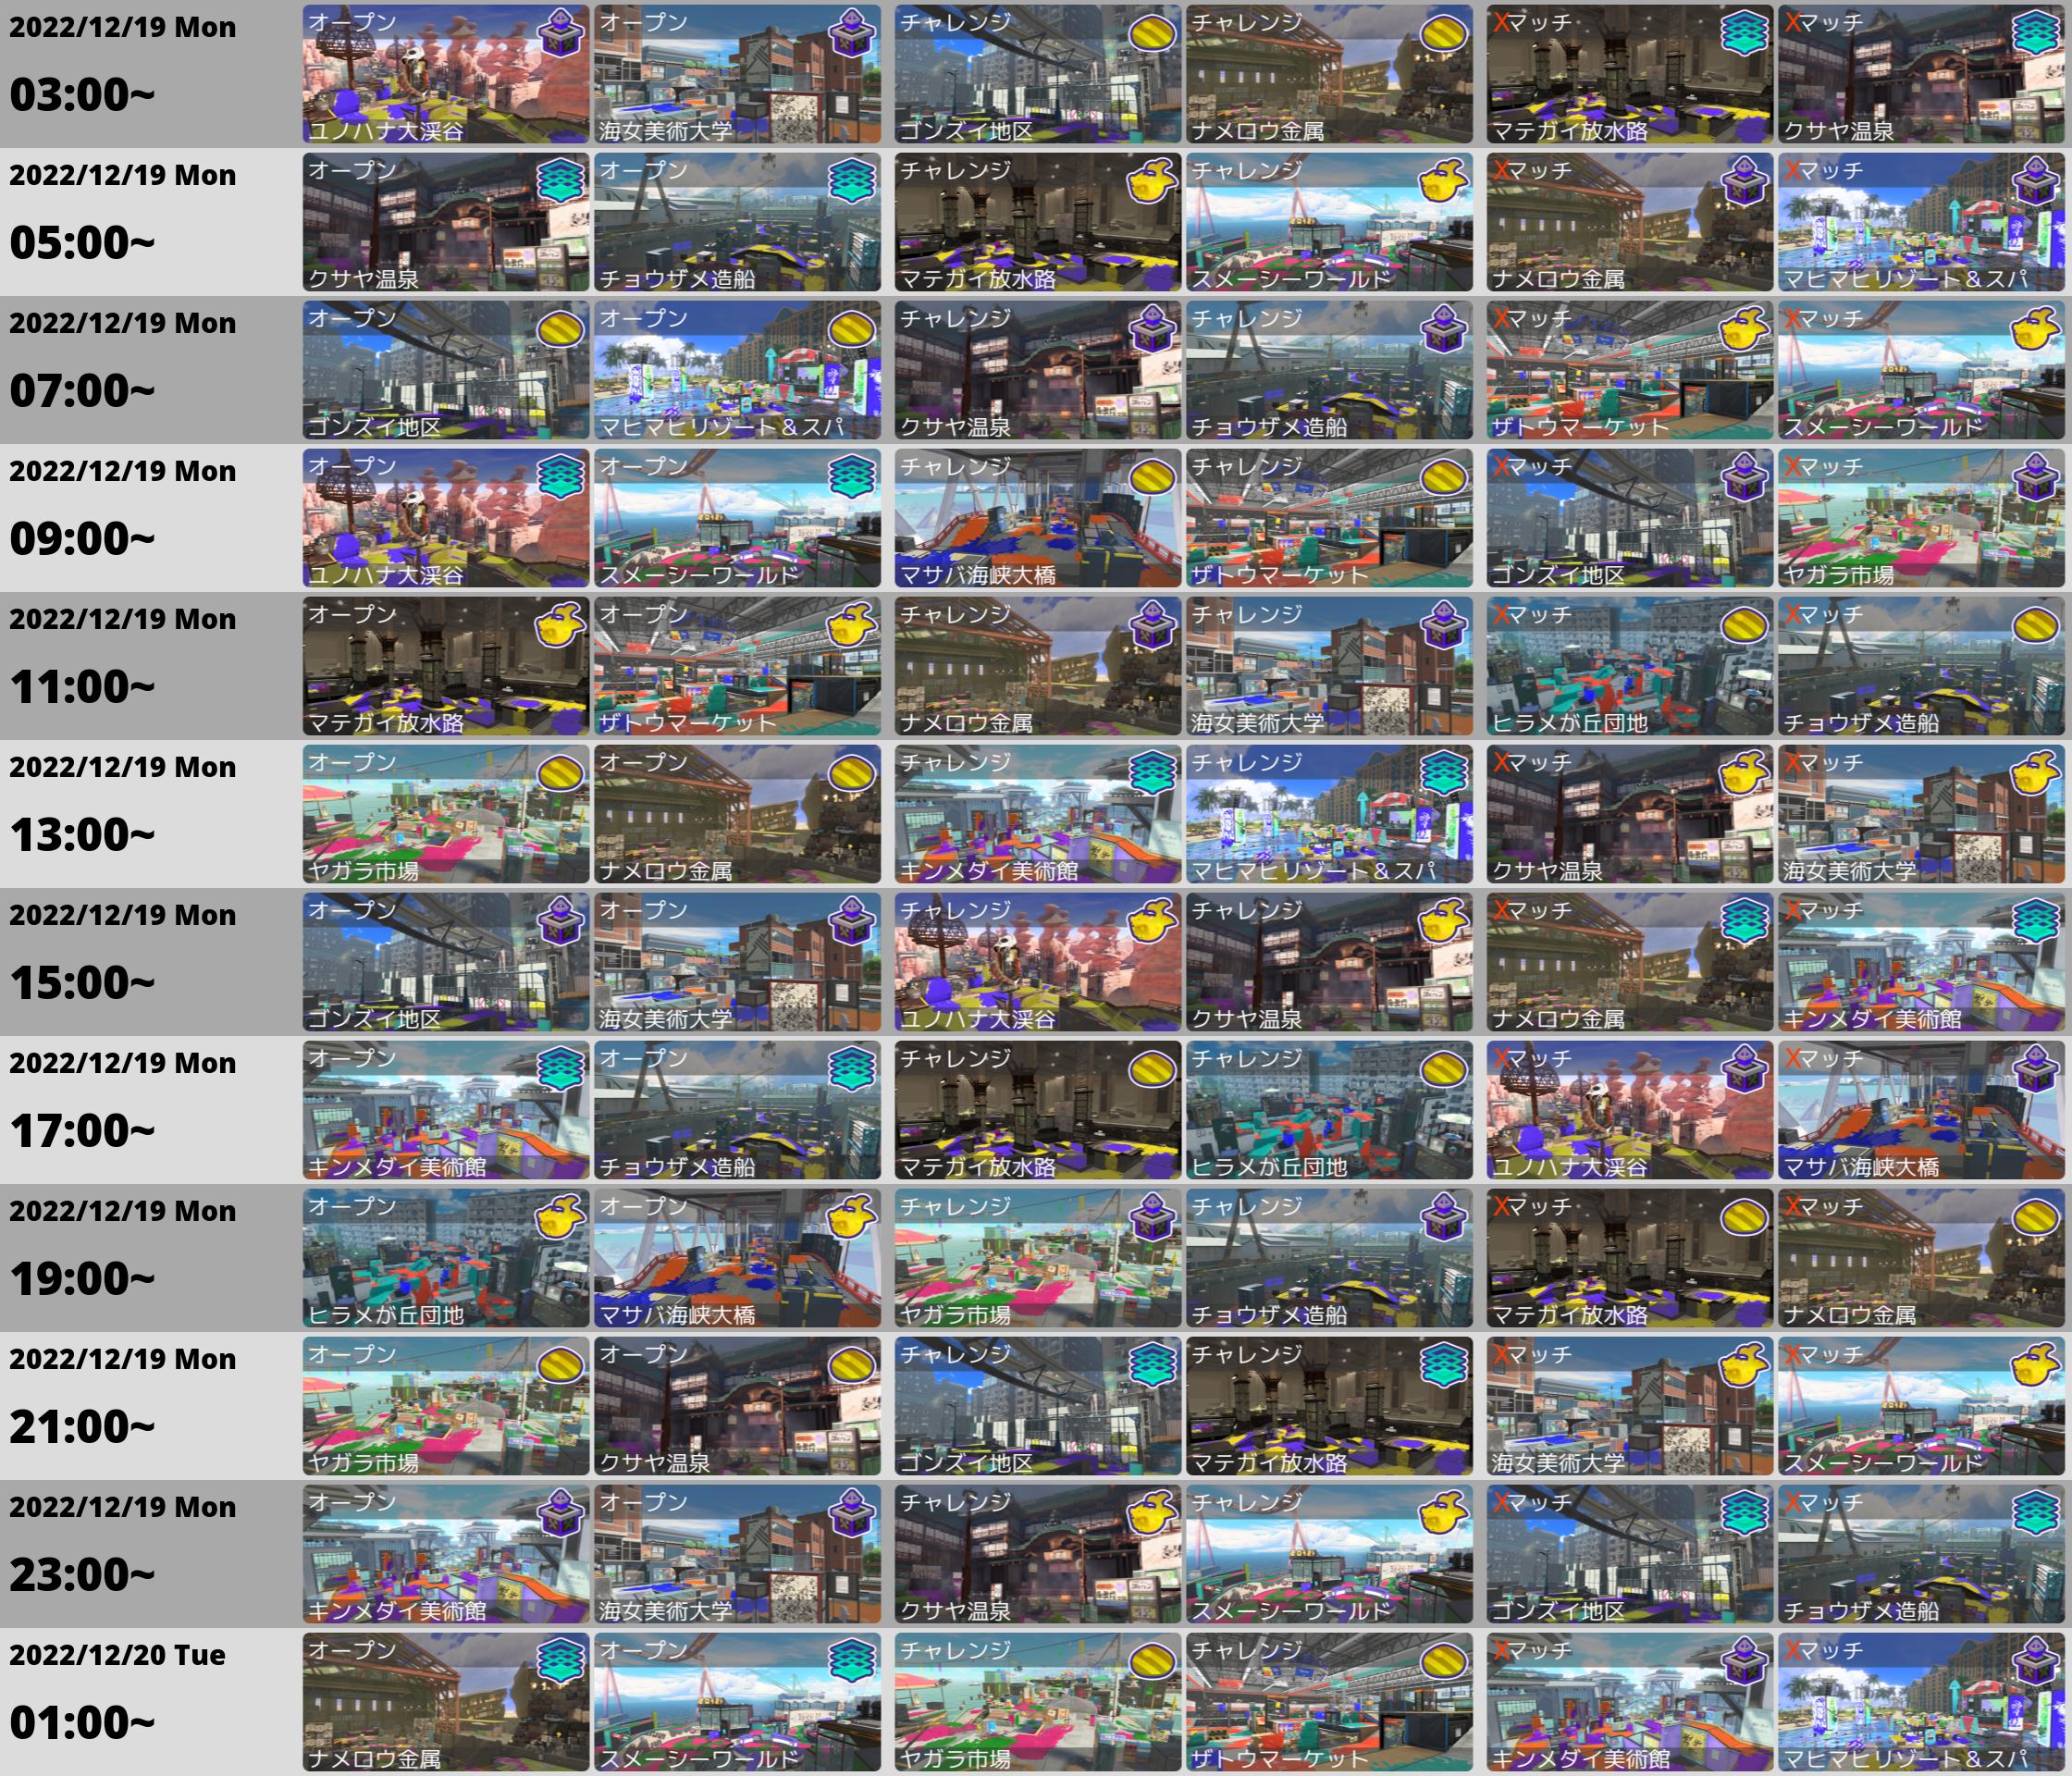 2022/12/19 Mon
03:00~
オープン オープン チャレンジ チャレンジ Xマッチ Xマッチ
ユノハナ大渓谷 海女美術大学 ゴンズイ地区 ナメロウ金属 マテガイ放水路 クサヤ温泉
2022/12/19 Mon
05:00~
オープン オープン チャレンジ チャレンジ Xマッチ Xマッチ
クサヤ温泉 チョウザメ造船 マテガイ放水路 スメーシーワールド ナメロウ金属 マヒマヒリゾート＆スパ
2022/12/19 Mon
07:00~
オープン オープン チャレンジ チャレンジ Xマッチ Xマッチ
ゴンズイ地区 マヒマヒリゾート＆スパ クサヤ温泉 チョウザメ造船 ザトウマーケット スメーシーワールド
2022/12/19 Mon
09:00~
オープン オープン チャレンジ チャレンジ Xマッチ Xマッチ
ユノハナ大渓谷 スメーシーワールド マサバ海峡大橋 ザトウマーケット ゴンズイ地区 ヤガラ市場
2022/12/19 Mon
11:00~
オープン オープン チャレンジ チャレンジ Xマッチ Xマッチ
マテガイ放水路 ザトウマーケット ナメロウ金属 海女美術大学 ヒラメが丘団地 チョウザメ造船
2022/12/19 Mon
13:00~
オープン オープン チャレンジ チャレンジ Xマッチ Xマッチ
ヤガラ市場 ナメロウ金属 キンメダイ美術館 マヒマヒリゾート＆スパ クサヤ温泉 海女美術大学
2022/12/19 Mon
15:00~
オープン オープン チャレンジ チャレンジ Xマッチ Xマッチ
ゴンズイ地区 海女美術大学 ユノハナ大渓谷 クサヤ温泉 ナメロウ金属 キンメダイ美術館
2022/12/19 Mon
17:00~
オープン オープン チャレンジ チャレンジ Xマッチ Xマッチ
キンメダイ美術館 チョウザメ造船 マテガイ放水路 ヒラメが丘団地 ユノハナ大渓谷 マサバ海峡大橋
2022/12/19 Mon
19:00~
オープン オープン チャレンジ チャレンジ Xマッチ Xマッチ
ヒラメが丘団地 マサバ海峡大橋 ヤガラ市場 チョウザメ造船 マテガイ放水路 ナメロウ金属
2022/12/19 Mon
21:00~
オープン オープン チャレンジ チャレンジ Xマッチ Xマッチ
ヤガラ市場 クサヤ温泉 ゴンズイ地区 マテガイ放水路 海女美術大学 スメーシーワールド
2022/12/19 Mon
23:00~
オープン オープン チャレンジ チャレンジ Xマッチ Xマッチ
キンメダイ美術館 海女美術大学 クサヤ温泉 スメーシーワールド ゴンズイ地区 チョウザメ造船
2022/12/20 Tue
01:00~
オープン オープン チャレンジ チャレンジ Xマッチ Xマッチ
ナメロウ金属 スメーシーワールド ヤガラ市場 ザトウマーケット キンメダイ美術館 マヒマヒリゾート＆スパ